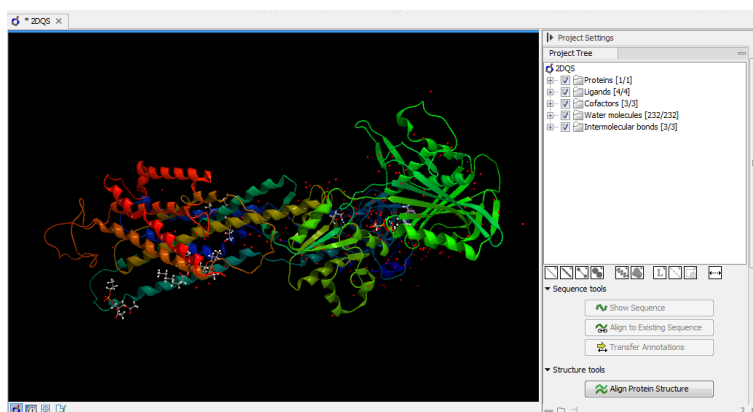 * 2DQS ×
Project Settings
Project Tree
2DQS
Proteins [1/1]
Ligands [4/4]
Cofactors [3/3]
Water molecules [232/232]
Intermolecular bonds [3/3]
Sequence tools
Show Sequence
Align to Existing Sequence
Transfer Annotations
Structure tools
Align Protein Structure